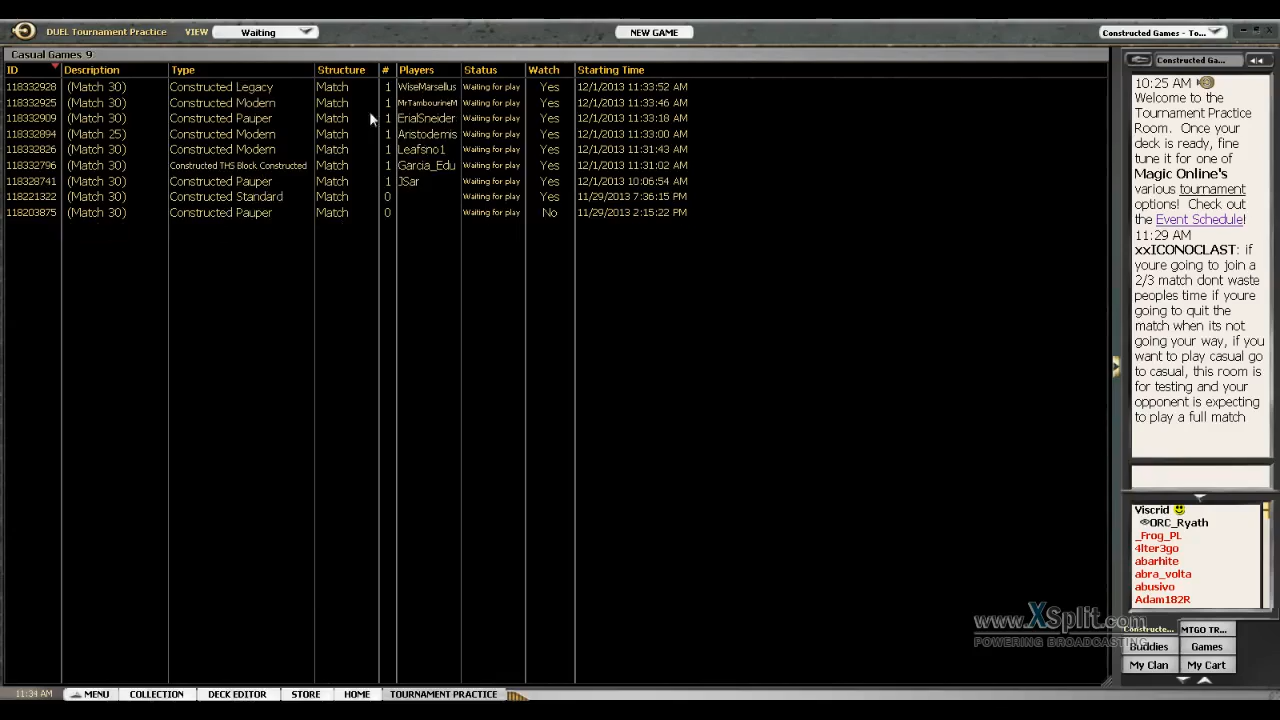 DUEL Tournament Practice VIEW Waiting NEW GAME Constructed Games - To...
Casual Games 9
ID Description Type Structure # Players Status Watch Starting Time
118332928 (Match 30) Constructed Legacy Match 1 WiseMarsellus Waiting for play Yes 12/1/2013 11:33:52 AM
118332925 (Match 30) Constructed Modern Match 1 MrTambourineM Waiting for play Yes 12/1/2013 11:33:46 AM
118332909 (Match 30) Constructed Pauper Match 1 ErialSneider Waiting for play Yes 12/1/2013 11:33:18 AM
118332894 (Match 25) Constructed Modern Match 1 Aristodemis Waiting for play Yes 12/1/2013 11:33:00 AM
118332826 (Match 30) Constructed Modern Match 1 Leafsno1 Waiting for play Yes 12/1/2013 11:31:43 AM
118332796 (Match 30) Constructed THS Block Constructed Match 1 Garcia_Edu Waiting for play Yes 12/1/2013 11:31:02 AM
118328741 (Match 30) Constructed Pauper Match 1 JSar Waiting for play Yes 12/1/2013 10:06:54 AM
118221322 (Match 30) Constructed Standard Match 0 Waiting for play Yes 11/29/2013 7:36:15 PM
118203875 (Match 30) Constructed Pauper Match 0 Waiting for play No 11/29/2013 2:15:22 PM
Constructed Ga...
10:25 AM
Welcome to the
Tournament Practice
Room. Once your
deck is ready, fine
tune it for one of
Magic Online's
various tournament
options! Check out
the Event Schedule!
11:29 AM
xxICONOCLAST: if
youre going to join a
2/3 match dont waste
peoples time if youre
going to quit the
match when its not
going your way, if you
want to play casual go
to casual, this room is
for testing and your
opponent is expecting
to play a full match
Viscrid
ORC_Ryath
_Frog_PL
4lter3go
abarhite
abra_volta
abusivo
Adam182R
www.XSplit.com
POWERING BROADCASTING
Constructe... MTGO TR...
Buddies Games
My Clan My Cart
11:34 AM MENU COLLECTION DECK EDITOR STORE HOME TOURNAMENT PRACTICE